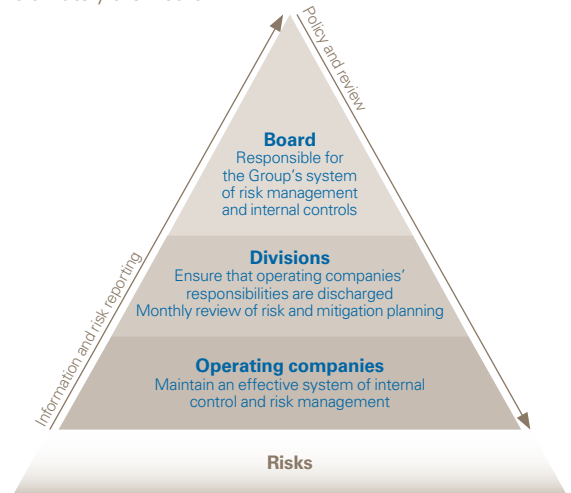 Policy and review
Board
Responsible for
the Group's system
of risk management
and internal controls
Information and risk reporting
Divisions
Ensure that operating companies'
responsibilities are discharged
Monthly review of risk and mitigation planning
Operating companies
Maintain an effective system of internal
control and risk management
Risks